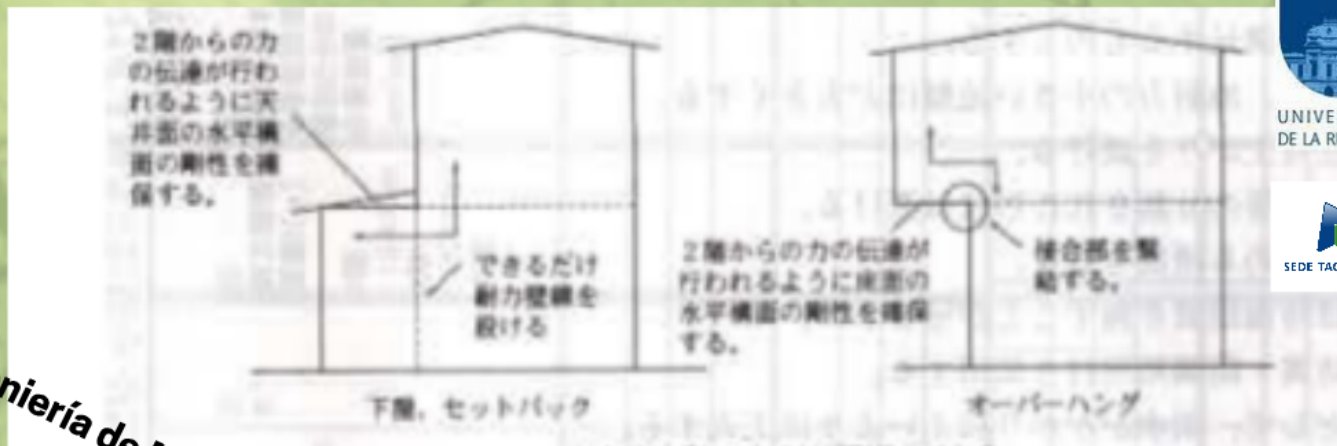 2階からの力
の伝達が行わ
れるように天
井面の水平構
面の剛性を確
保する。
できるだけ
耐力壁線を
設ける
下屋，セットバック
2階からの力の伝達が
行われるように床面の
水平構面の剛性を確保
する。
接合部を緊
結する。
オーバーハング
UNIVE
DE LA R
SEDE TAC
niería de